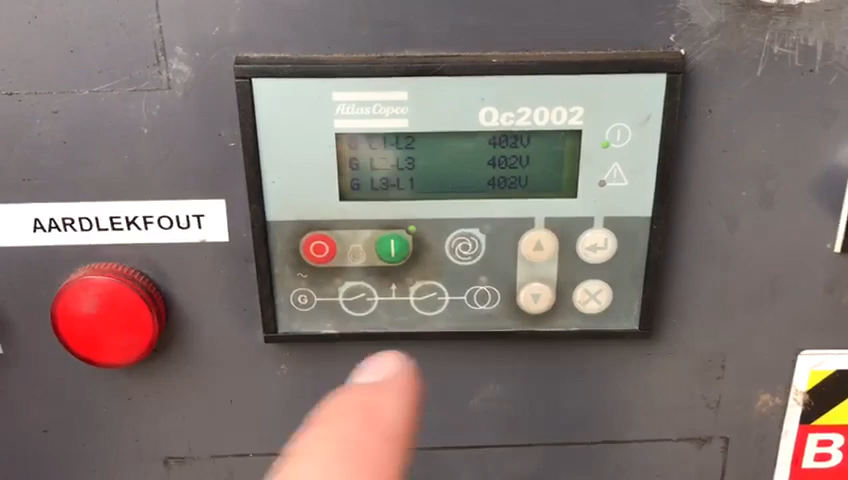 Atlas Copco
Qc2002
G L1-L2 402V
G L2-L3 402V
G L3-L1 402V
AARDLEKFOUT
G
B